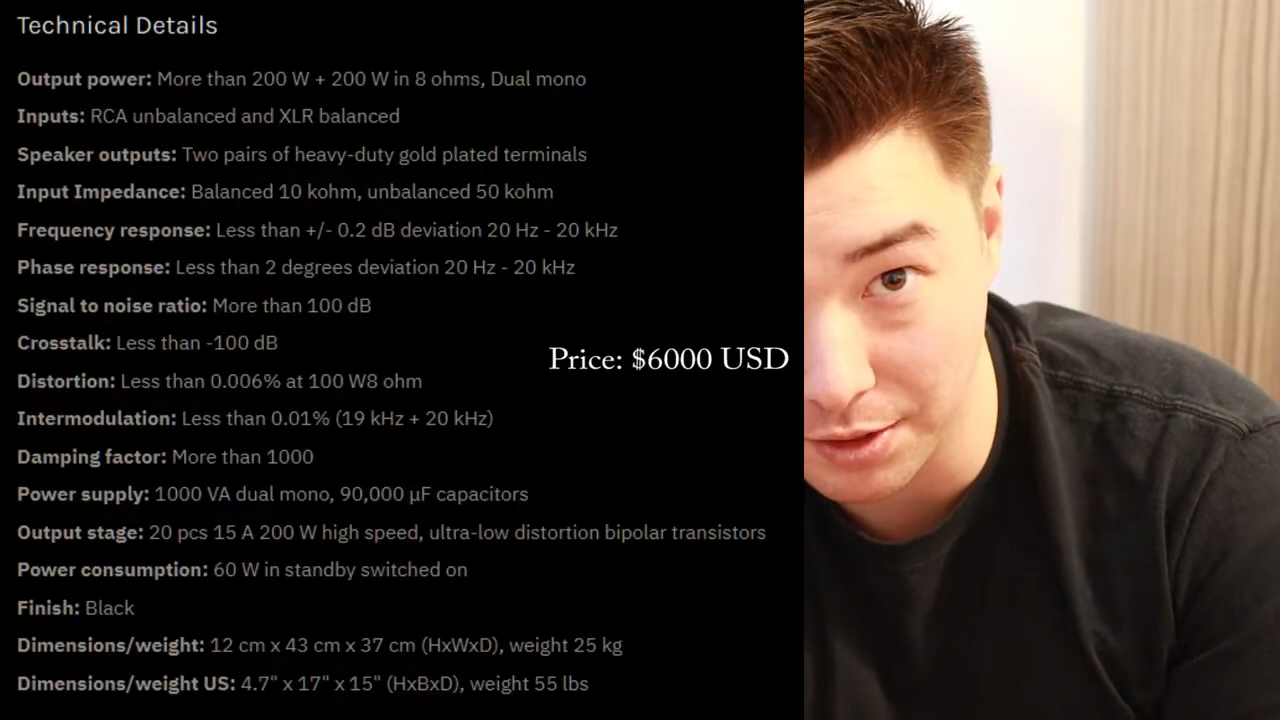 Technical Details
Output power: More than 200 W + 200 W in 8 ohms, Dual mono
Inputs: RCA unbalanced and XLR balanced
Speaker outputs: Two pairs of heavy-duty gold plated terminals
Input Impedance: Balanced 10 kohm, unbalanced 50 kohm
Frequency response: Less than +/- 0.2 dB deviation 20 Hz - 20 kHz
Phase response: Less than 2 degrees deviation 20 Hz - 20 kHz
Signal to noise ratio: More than 100 dB
Crosstalk: Less than -100 dB
Price: $6000 USD
Distortion: Less than 0.006% at 100 W8 ohm
Intermodulation: Less than 0.01% (19 kHz + 20 kHz)
Damping factor: More than 1000
Power supply: 1000 VA dual mono, 90,000 µF capacitors
Output stage: 20 pcs 15 A 200 W high speed, ultra-low distortion bipolar transistors
Power consumption: 60 W in standby switched on
Finish: Black
Dimensions/weight: 12 cm x 43 cm x 37 cm (HxWxD), weight 25 kg
Dimensions/weight US: 4.7" x 17" x 15" (HxBxD), weight 55 lbs